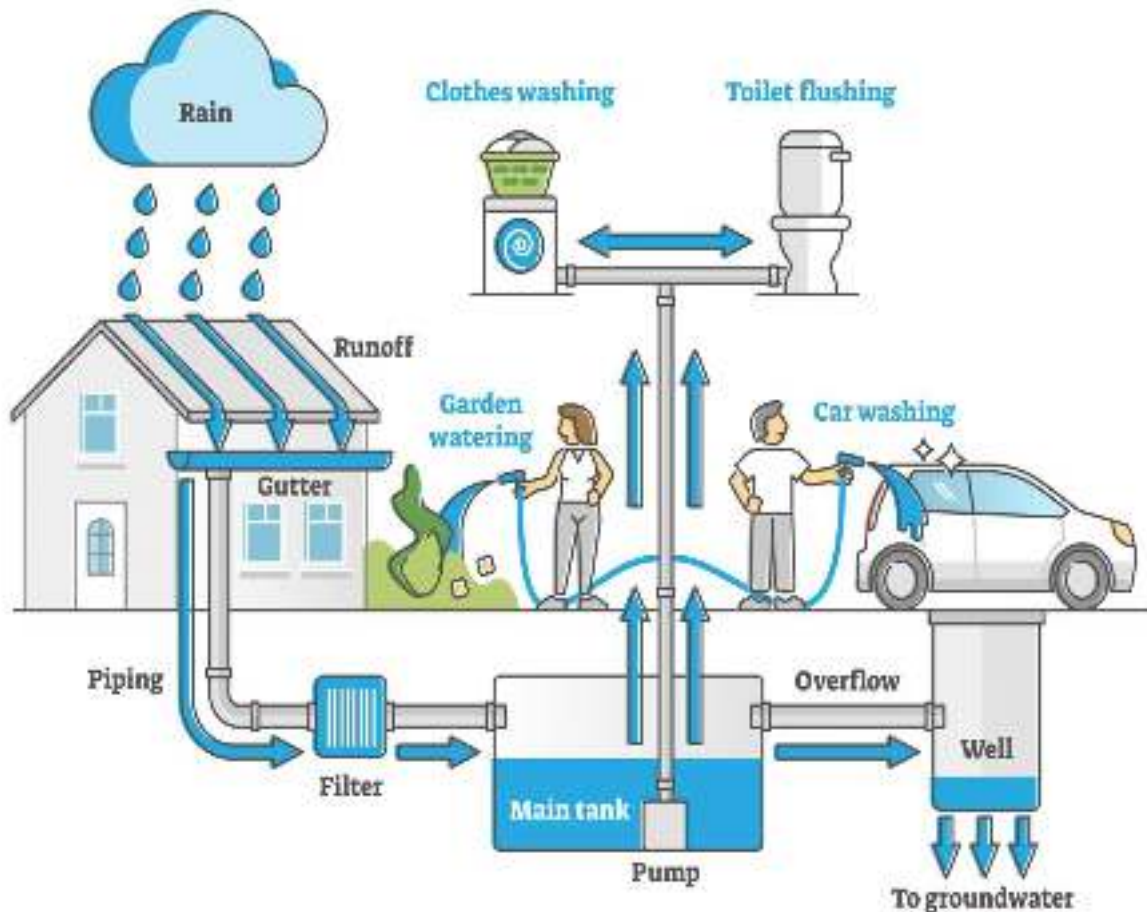 Rain
Clothes washing
Toilet flushing
Runoff
Garden
watering
Car washing
Gutter
Piping
Overflow
Well
Filter
Main tank
Pump
To groundwater